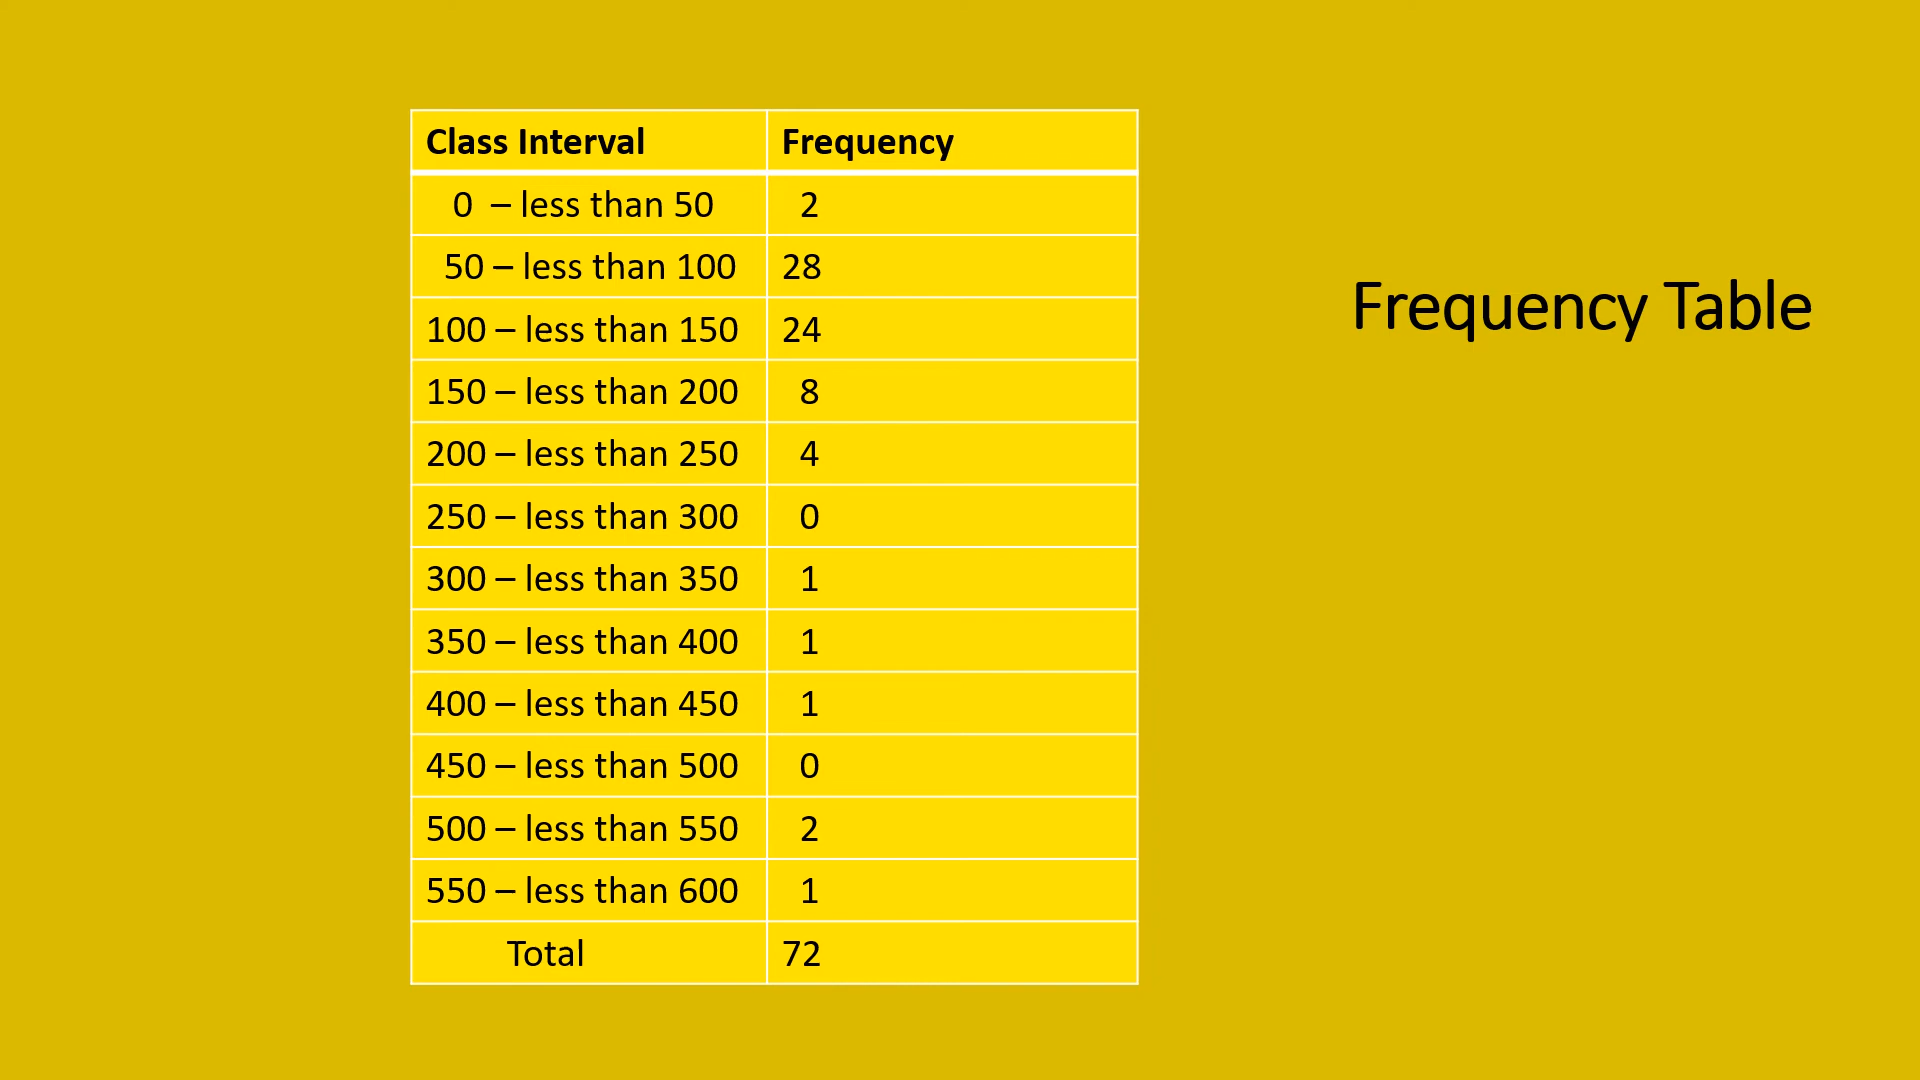 Class Interval Frequency
0 – less than 50 2
50 – less than 100 28
100 – less than 150 24
150 – less than 200 8
200 – less than 250 4
250 – less than 300 0
300 – less than 350 1
350 – less than 400 1
400 – less than 450 1
450 – less than 500 0
500 – less than 550 2
550 – less than 600 1
Total 72
Frequency Table